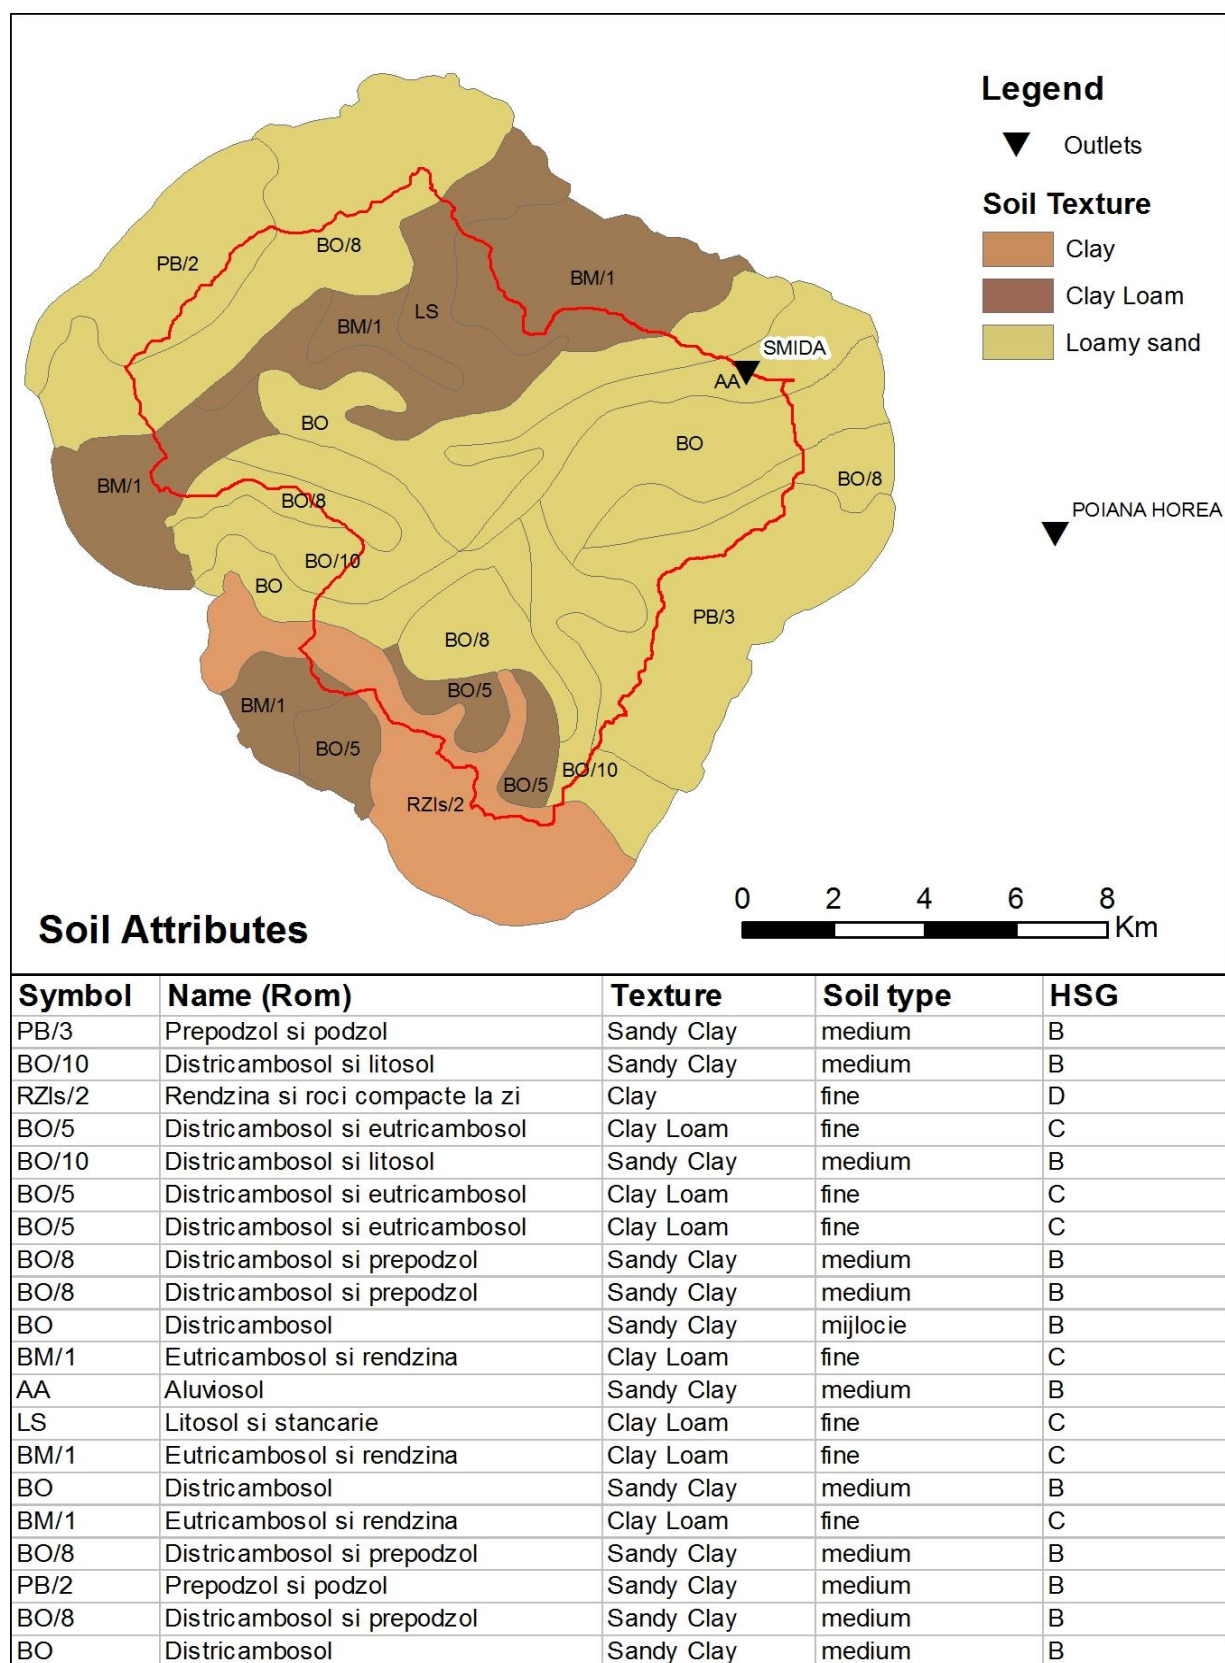 Legend
Outlets
Soil Texture
Clay
Clay Loam
Loamy sand
PB/2
BO/8
BM/1
LS
BM/1
SMIDA
AA
BO
BO
BO/8
BM/1
BO/8
POIANA HOREA
BO/10
BO
PB/3
BO/8
BO/5
BM/1
BO/5
BO/10
BO/5
RZIs/2
0 2 4 6 8
Km
Soil Attributes
Symbol Name (Rom) Texture Soil type HSG
PB/3 Prepodzol si podzol Sandy Clay medium B
BO/10 Districambosol si litosol Sandy Clay medium B
RZIs/2 Rendzina si roci compacte la zi Clay fine D
BO/5 Districambosol si eutricambosol Clay Loam fine C
BO/10 Districambosol si litosol Sandy Clay medium B
BO/5 Districambosol si eutricambosol Clay Loam fine C
BO/5 Districambosol si eutricambosol Clay Loam fine C
BO/8 Districambosol si prepodzol Sandy Clay medium B
BO/8 Districambosol si prepodzol Sandy Clay medium B
BO Districambosol Sandy Clay mijlocie B
BM/1 Eutricambosol si rendzina Clay Loam fine C
AA Aluviosol Sandy Clay medium B
LS Litosol si stancarie Clay Loam fine C
BM/1 Eutricambosol si rendzina Clay Loam fine C
BO Districambosol Sandy Clay medium B
BM/1 Eutricambosol si rendzina Clay Loam fine C
BO/8 Districambosol si prepodzol Sandy Clay medium B
PB/2 Prepodzol si podzol Sandy Clay medium B
BO/8 Districambosol si prepodzol Sandy Clay medium B
BO Districambosol Sandy Clay medium B